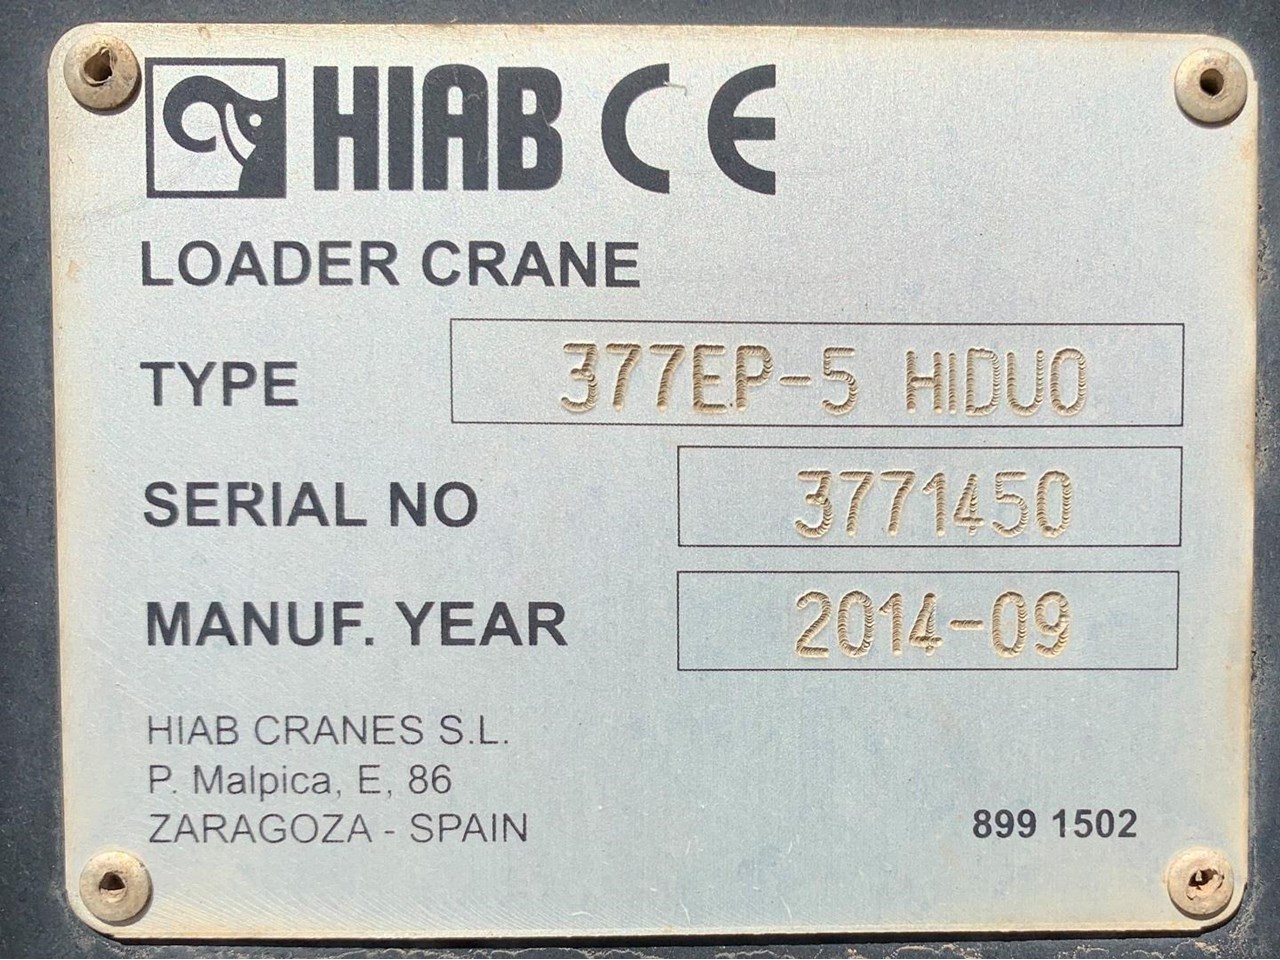 HIAB CE
LOADER CRANE
TYPE 377EP-5 HIDUO
SERIAL NO 3771450
MANUF. YEAR 2014-09
HIAB CRANES S.L.
P. Malpica, E, 86
ZARAGOZA - SPAIN
899 1502